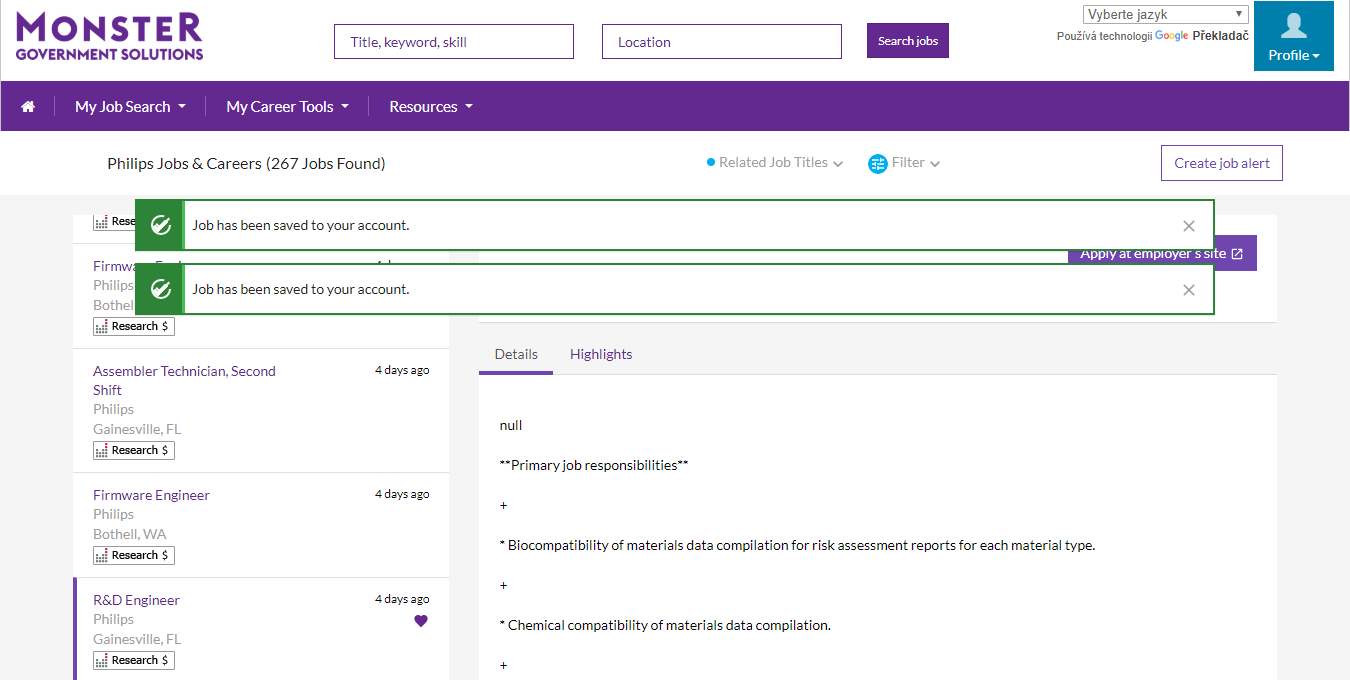 MONSTER
GOVERNMENT SOLUTIONS
Title, keyword, skill
Location
Search jobs
Vyberte jazyk
Používá technologii Google Překladač
Profile
My Job Search
My Career Tools
Resources
Philips Jobs & Careers (267 Jobs Found)
Related Job Titles
Filter
Create job alert
Job has been saved to your account.
Apply at employer's site
Job has been saved to your account.
Philips
Bothell
Research $
Assembler Technician, Second
Shift
4 days ago
Philips
Gainesville, FL
Research $
Firmware Engineer
4 days ago
Philips
Bothell, WA
Research $
R&D Engineer
4 days ago
Philips
Gainesville, FL
Research $
Details
Highlights
null
**Primary job responsibilities**
+
* Biocompatibility of materials data compilation for risk assessment reports for each material type.
+
* Chemical compatibility of materials data compilation.
+